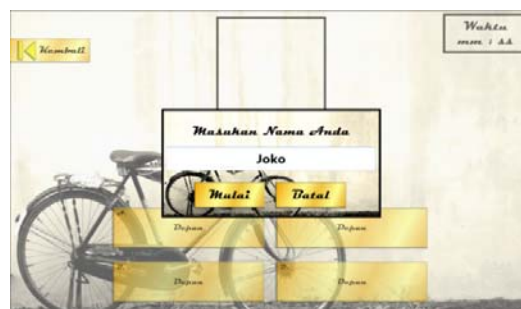 Kembali
Waktu
mm : ss
Masukan Nama Anda
Joko
Mulai
Batal
Depan
Depan
Depan
Depan